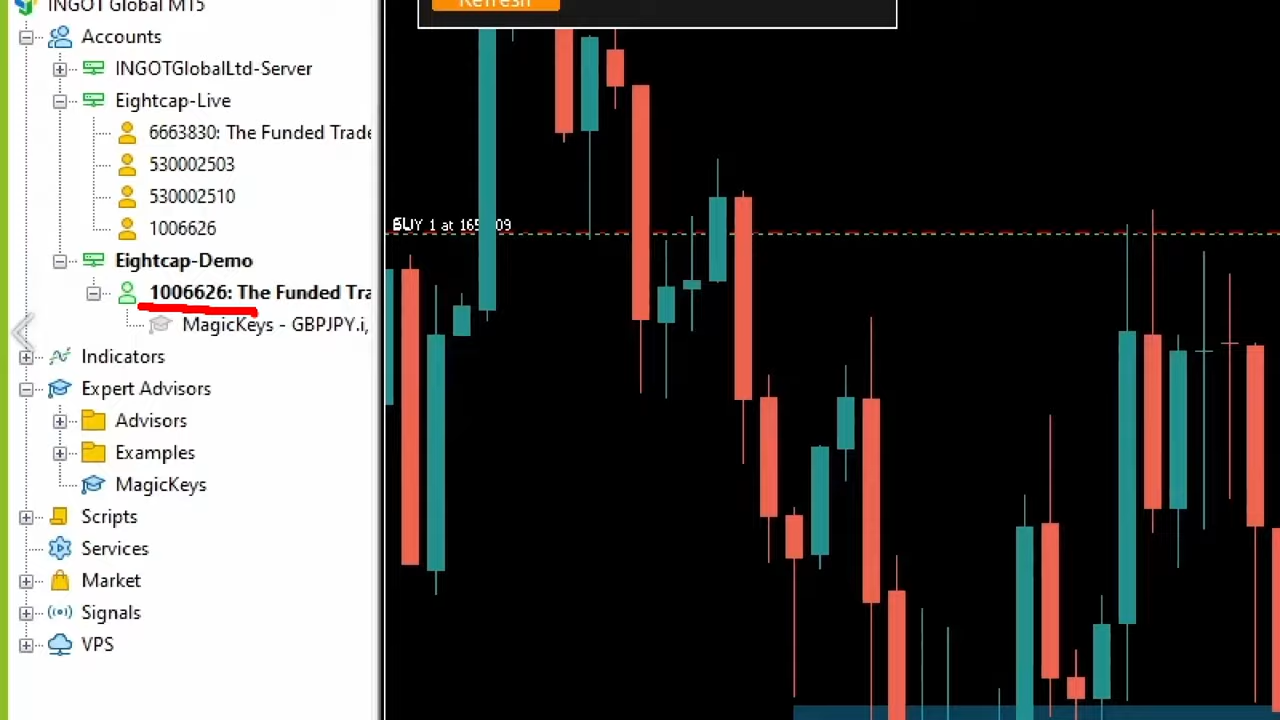 INGOT Global MT5
Refresh
Accounts
INGOTGlobalLtd-Server
Eightcap-Live
6663830: The Funded Trade
530002503
530002510
1006626
Eightcap-Demo
1006626: The Funded Tra
MagicKeys - GBPJPY.i,
Indicators
Expert Advisors
Advisors
Examples
MagicKeys
Scripts
Services
Market
Signals
VPS
BUY 1 at